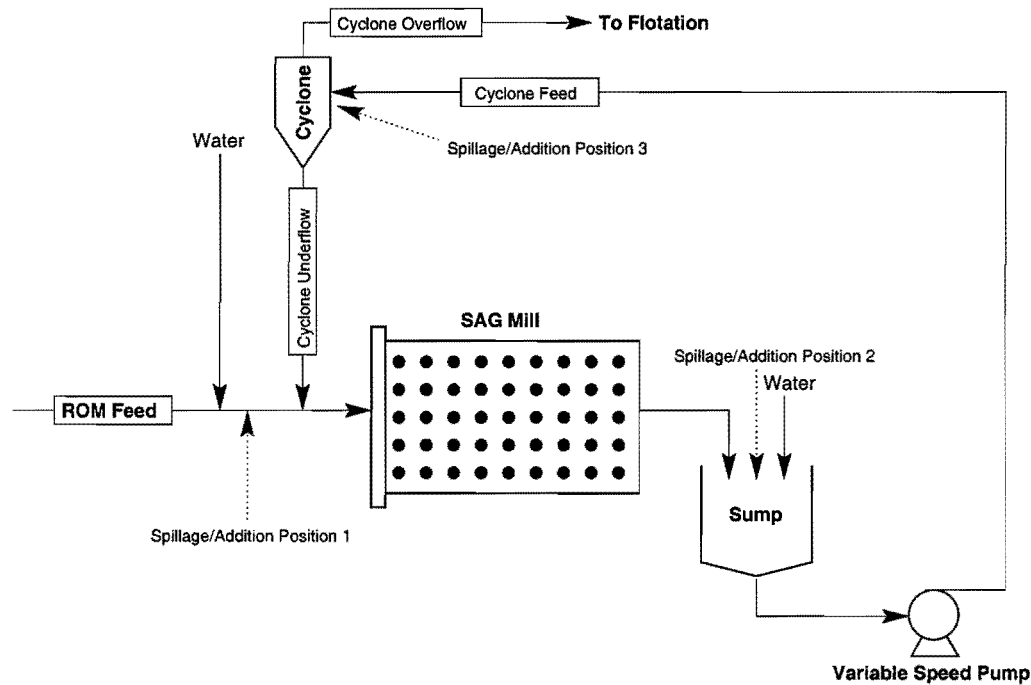 Cyclone Overflow
To Flotation
Cyclone
Cyclone Feed
Spillage/Addition Position 3
Water
Cyclone Underflow
SAG Mill
Spillage/Addition Position 2
Water
ROM Feed
Sump
Spillage/Addition Position 1
Variable Speed Pump